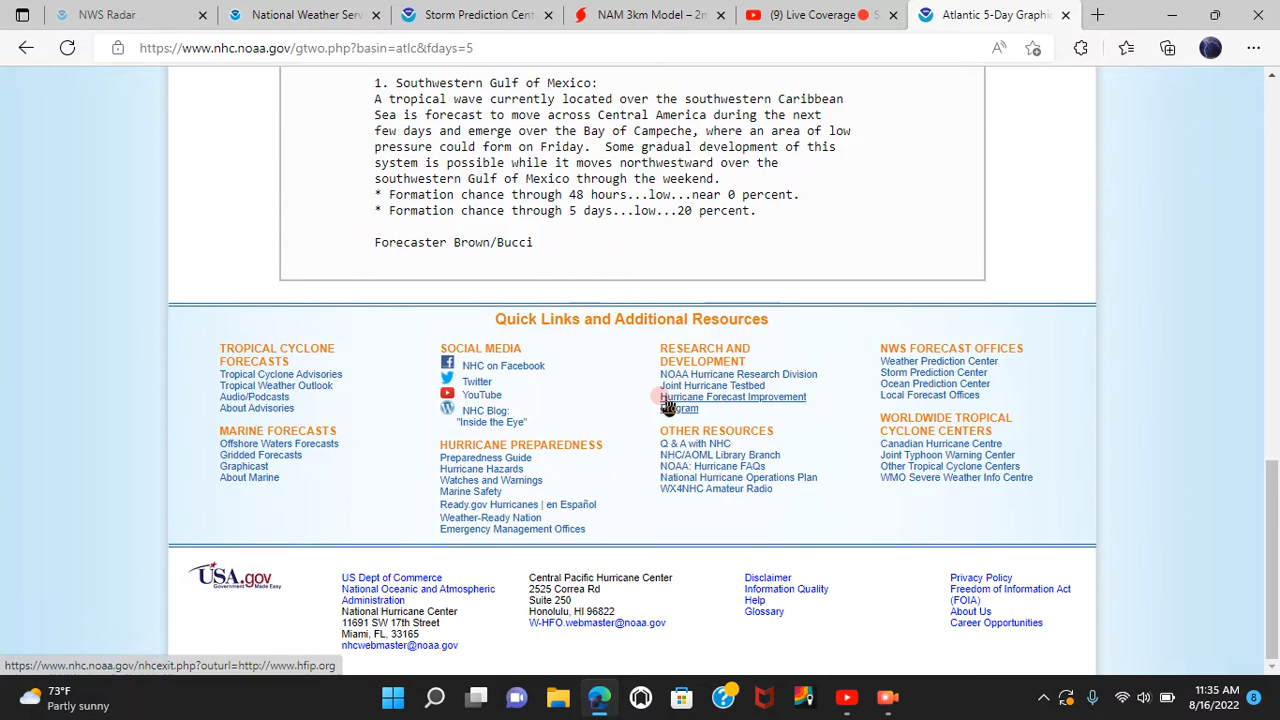 NWS Radar
National Weather Serv
Storm Prediction Cent
NAM 3km Model – 2m
(9) Live Coverage 🔴 S
Atlantic 5-Day Graphic
https://www.nhc.noaa.gov/gtwo.php?basin=atlc&fdays=5
1. Southwestern Gulf of Mexico:
A tropical wave currently located over the southwestern Caribbean
Sea is forecast to move across Central America during the next
few days and emerge over the Bay of Campeche, where an area of low
pressure could form on Friday.  Some gradual development of this
system is possible while it moves northwestward over the
southwestern Gulf of Mexico through the weekend.
* Formation chance through 48 hours...low...near 0 percent.
* Formation chance through 5 days...low...20 percent.
Forecaster Brown/Bucci
Quick Links and Additional Resources
TROPICAL CYCLONE
FORECASTS
Tropical Cyclone Advisories
Tropical Weather Outlook
Audio/Podcasts
About Advisories
MARINE FORECASTS
Offshore Waters Forecasts
Gridded Forecasts
Graphicast
About Marine
SOCIAL MEDIA
NHC on Facebook
Twitter
YouTube
NHC Blog:
"Inside the Eye"
HURRICANE PREPAREDNESS
Preparedness Guide
Hurricane Hazards
Watches and Warnings
Marine Safety
Ready.gov Hurricanes | en Español
Weather-Ready Nation
Emergency Management Offices
RESEARCH AND
DEVELOPMENT
NOAA Hurricane Research Division
Joint Hurricane Testbed
Hurricane Forecast Improvement
Program
OTHER RESOURCES
Q & A with NHC
NHC/AOML Library Branch
NOAA: Hurricane FAQs
National Hurricane Operations Plan
WX4NHC Amateur Radio
NWS FORECAST OFFICES
Weather Prediction Center
Storm Prediction Center
Ocean Prediction Center
Local Forecast Offices
WORLDWIDE TROPICAL
CYCLONE CENTERS
Canadian Hurricane Centre
Joint Typhoon Warning Center
Other Tropical Cyclone Centers
WMO Severe Weather Info Centre
USA.gov
Government Made Easy
US Dept of Commerce
National Oceanic and Atmospheric
Administration
National Hurricane Center
11691 SW 17th Street
Miami, FL, 33165
nhcwebmaster@noaa.gov
Central Pacific Hurricane Center
2525 Correa Rd
Suite 250
Honolulu, HI 96822
W-HFO.webmaster@noaa.gov
Disclaimer
Information Quality
Help
Glossary
Privacy Policy
Freedom of Information Act
(FOIA)
About Us
Career Opportunities
https://www.nhc.noaa.gov/nhcexit.php?outurl=http://www.hfip.org
73°F
Partly sunny
11:35 AM
8/16/2022
8